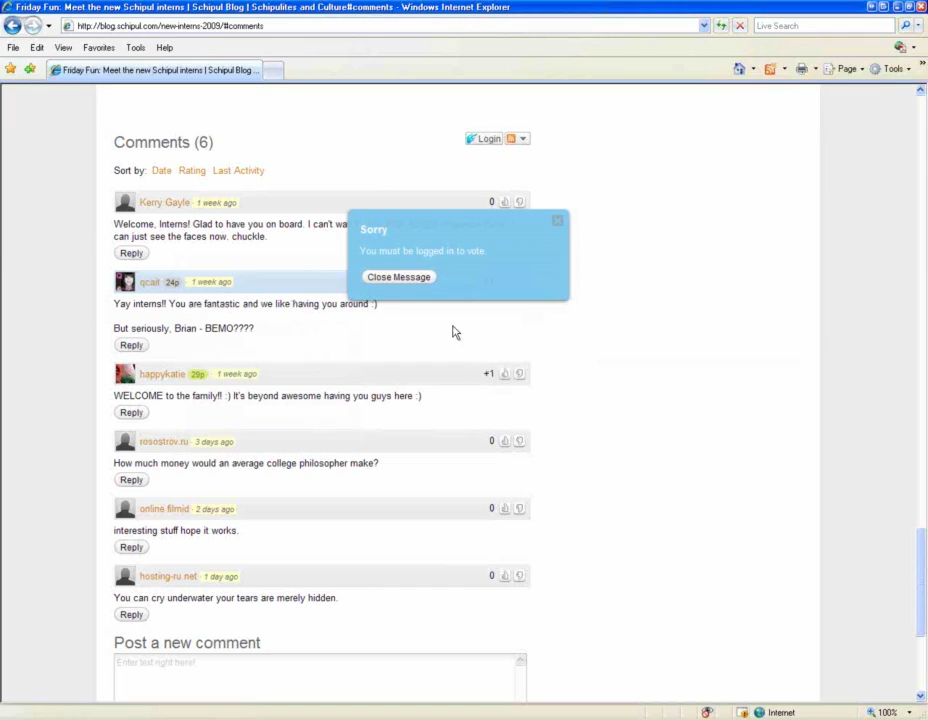 Friday Fun: Meet the new Schipul interns | Schipul Blog | Schipulites and Culture#comments - Windows Internet Explorer
http://blog.schipul.com/new-interns-2009/#comments
Live Search
File Edit View Favorites Tools Help
Friday Fun: Meet the new Schipul interns | Schipul Blog ...
Page Tools
Comments (6)
Login
Sort by: Date Rating Last Activity
Kerry Gayle · 1 week ago
0
Welcome, Interns! Glad to have you on board. I can't wa
can just see the faces now. chuckle.
Reply
Sorry
You must be logged in to vote.
Close Message
qcait 24p · 1 week ago
Yay interns!! You are fantastic and we like having you around :)
But seriously, Brian - BEMO????
Reply
happykatie 29p · 1 week ago
+1
WELCOME to the family!! :) It's beyond awesome having you guys here :)
Reply
rosostrov.ru · 3 days ago
0
How much money would an average college philosopher make?
Reply
online filmid · 2 days ago
0
interesting stuff hope it works.
Reply
hosting-ru net · 1 day ago
0
You can cry underwater your tears are merely hidden.
Reply
Post a new comment
Enter text right here!
Internet
100%